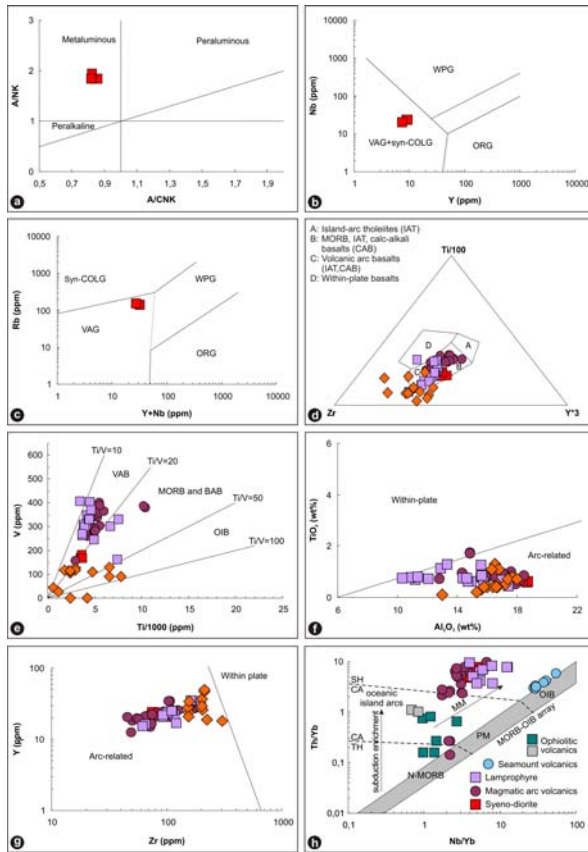 3
Metaluminous
Peraluminous
2
A/NK
1
Peralkaline
0
0,5 0,7 0,9 1,1 1,3 1,5 1,7 1,9
A/CNK
a
10000
1000
WPG
Nb (ppm)
100
10
VAG+syn-COLG
ORG
1
1 10 100 1000 10000
Y (ppm)
b
10000
1000
Syn-COLG
WPG
Rb (ppm)
100
VAG
10
ORG
1
1 10 100 1000 10000
Y+Nb (ppm)
c
A: Island-arc tholeiites (IAT)
B: MORB, IAT, calc-alkali
basalts (CAB)
C: Volcanic arc basalts
(IAT,CAB)
D: Within-plate basalts
Ti/100
D
A
C
B
Zr
Y*3
d
Ti/V=10
600
VAB
Ti/V=20
500
MORB and BAB
400
Ti/V=50
V (ppm)
300
OIB
200
Ti/V=100
100
0
0 5 10 15 20 25
Ti/1000 (ppm)
e
6
4
Within-plate
TiO₂ (wt%)
2
Arc-related
0
6 10 14 18 22
Al₂O₃ (wt%)
f
100
Within plate
Y (ppm)
10
Arc-related
1
10 100 1000
Zr (ppm)
g
10
SH
CA
oceanic
island arcs
OIB
MM
MORB-OIB array
1
Th/Yb
subduction enrichment
PM
CA
TH
0,1
N-MORB
0,01
0,1 1 10 100
Nb/Yb
Ophiolitic
volcanics
Seamount volcanics
Lamprophyre
Magmatic arc volcanics
Syeno-diorite
h